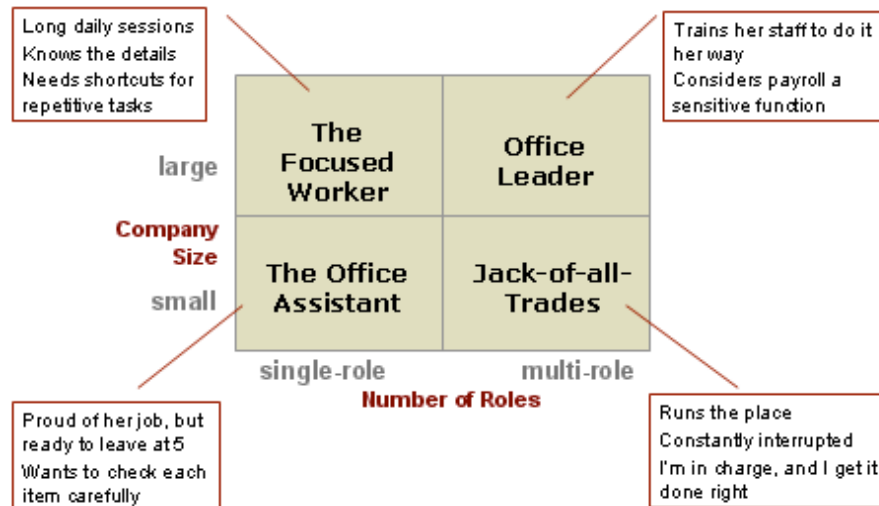 Long daily sessions
Knows the details
Needs shortcuts for
repetitive tasks
Trains her staff to do it
her way
Considers payroll a
sensitive function
large
The
Focused
Worker
Office
Leader
Company
Size
small
The Office
Assistant
Jack-of-all-
Trades
single-role
multi-role
Number of Roles
Proud of her job, but
ready to leave at 5
Wants to check each
item carefully
Runs the place
Constantly interrupted
I'm in charge, and I get it
done right